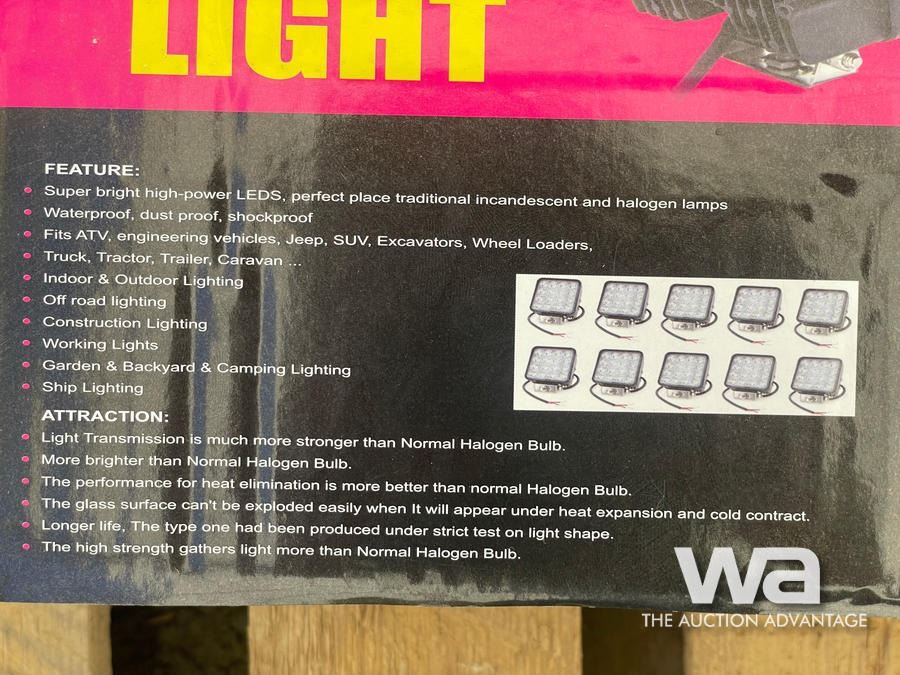 LIGHT
FEATURE:
Super bright high-power LEDS, perfect place traditional incandescent and halogen lamps
Waterproof, dust proof, shockproof
Fits ATV, engineering vehicles, Jeep, SUV, Excavators, Wheel Loaders,
Truck, Tractor, Trailer, Caravan ...
Indoor & Outdoor Lighting
Off road lighting
Construction Lighting
Working Lights
Garden & Backyard & Camping Lighting
Ship Lighting
ATTRACTION:
Light Transmission is much more stronger than Normal Halogen Bulb.
More brighter than Normal Halogen Bulb.
The performance for heat elimination is more better than normal Halogen Bulb.
The glass surface can't be exploded easily when It will appear under heat expansion and cold contract.
Longer life, The type one had been produced under strict test on light shape.
The high strength gathers light more than Normal Halogen Bulb.
wa
THE AUCTION ADVANTAGE